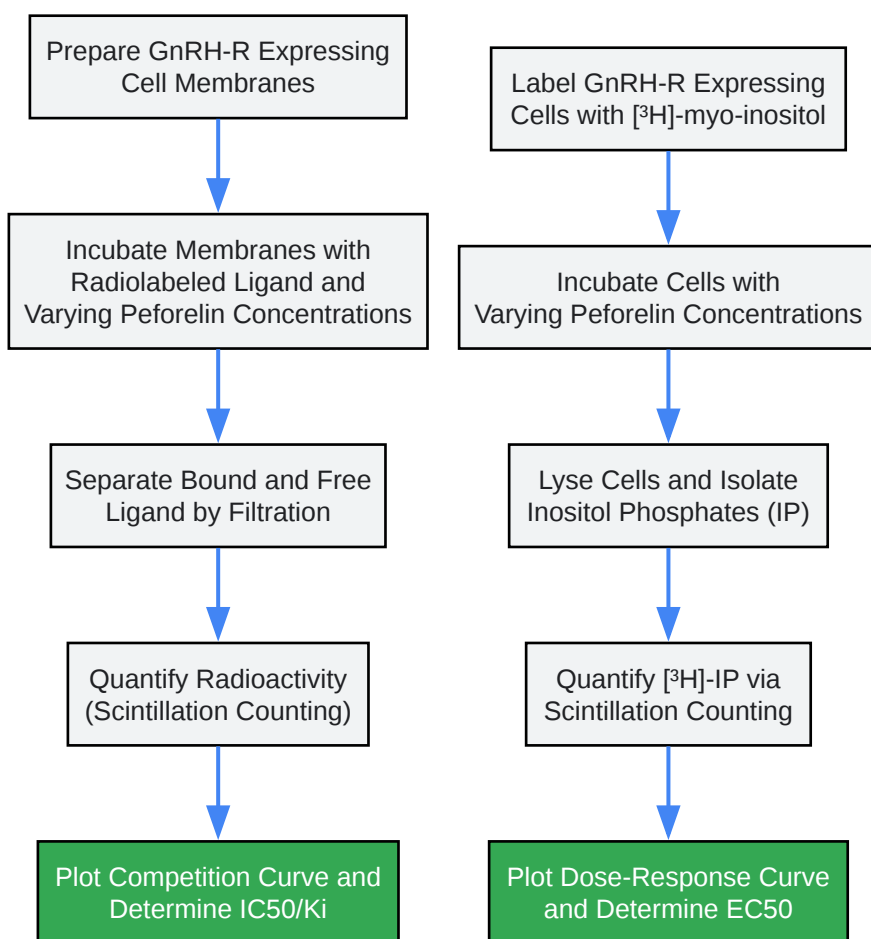 Prepare GnRH-R Expressing
Cell Membranes
Incubate Membranes with
Radiolabeled Ligand and
Varying Peforelin Concentrations
Separate Bound and Free
Ligand by Filtration
Quantify Radioactivity
(Scintillation Counting)
Plot Competition Curve and
Determine IC50/Ki
Label GnRH-R Expressing
Cells with [³H]-myo-inositol
Incubate Cells with
Varying Peforelin Concentrations
Lyse Cells and Isolate
Inositol Phosphates (IP)
Quantify [³H]-IP via
Scintillation Counting
Plot Dose-Response Curve
and Determine EC50